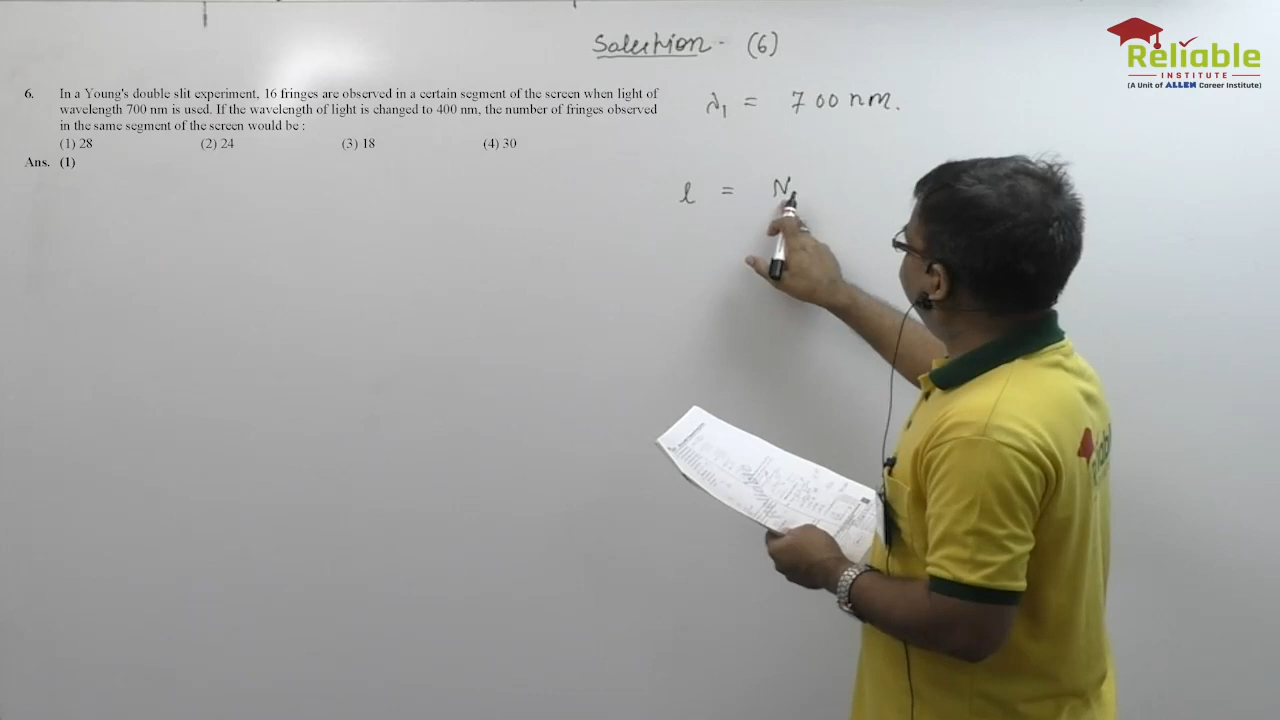 Solution - (6)
Reliable
INSTITUTE
(A Unit of ALLEN Career Institute)
6. In a Young's double slit experiment, 16 fringes are observed in a certain segment of the screen when light of
wavelength 700 nm is used. If the wavelength of light is changed to 400 nm, the number of fringes observed
in the same segment of the screen would be :
(1) 28 (2) 24 (3) 18 (4) 30
Ans. (1)
λ₁ = 700 nm.
l = N